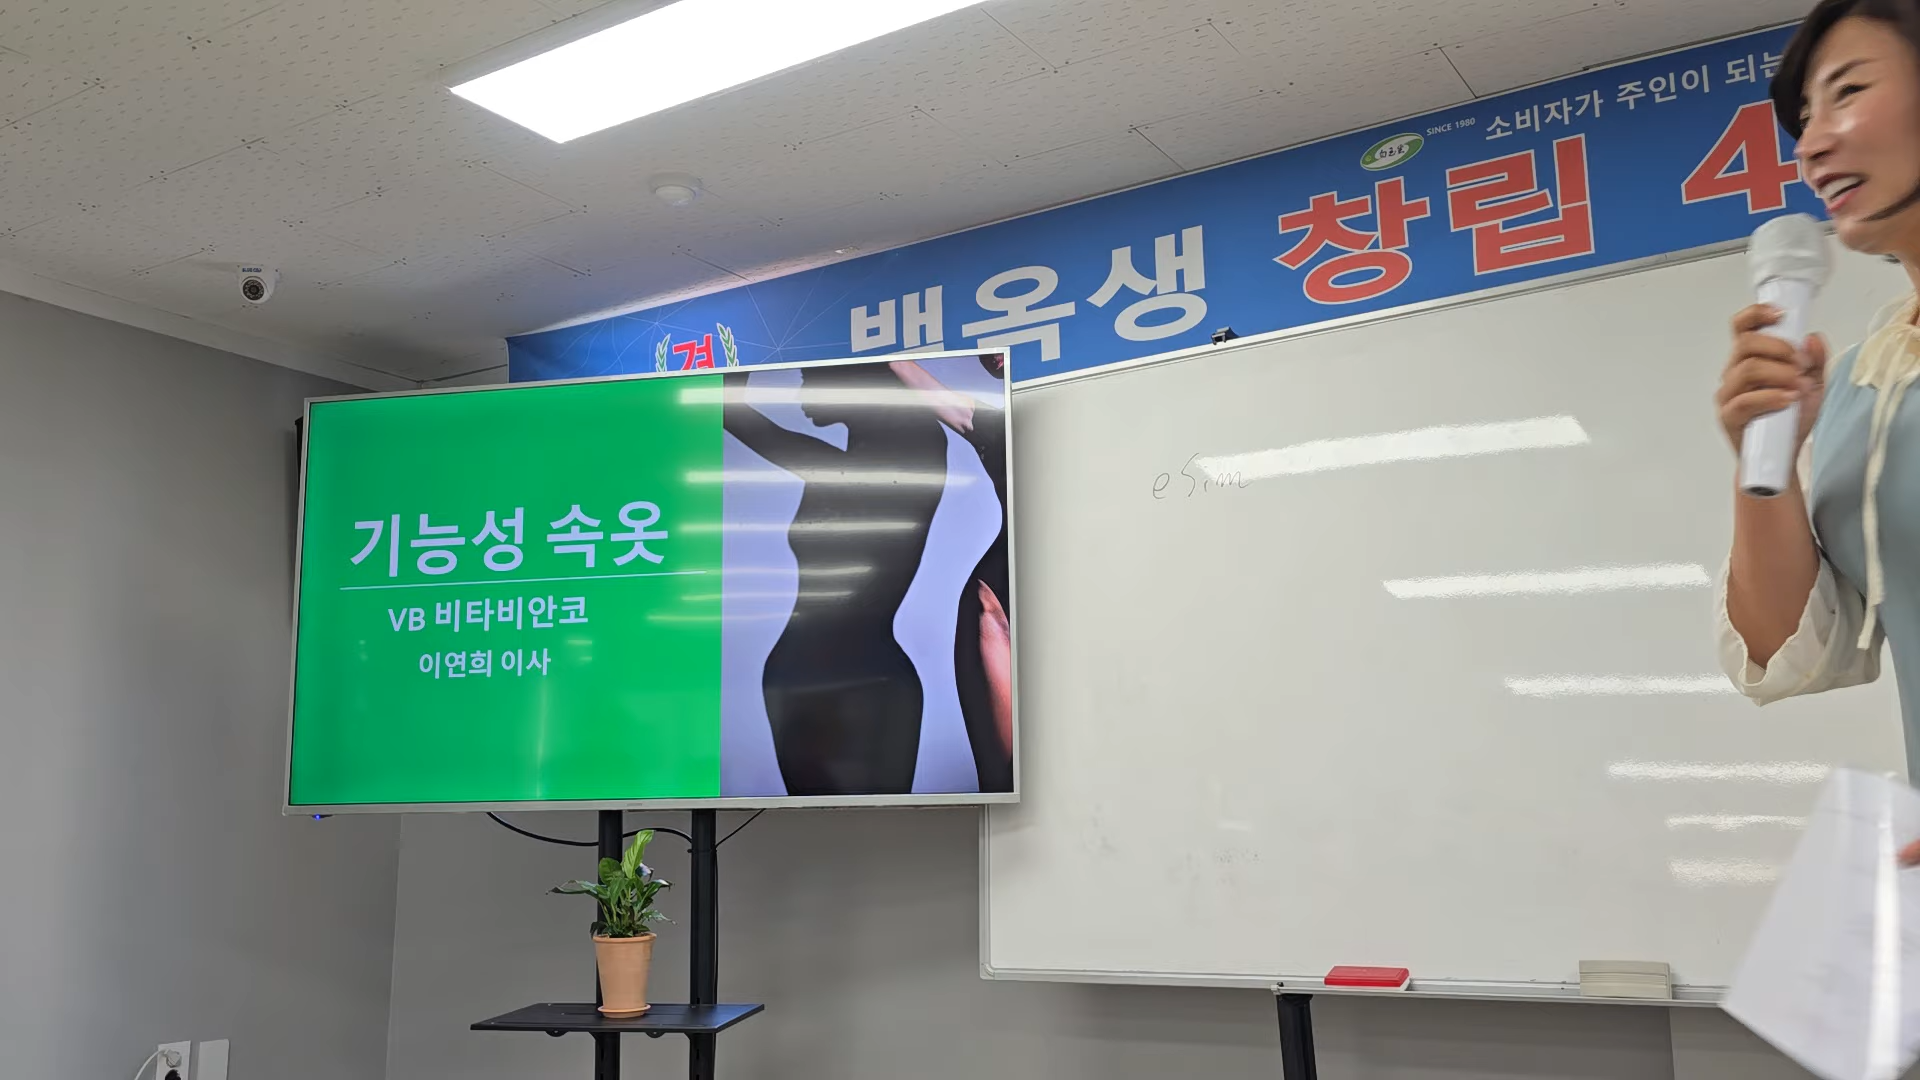 SINCE 1980
소비자가 주인이 되는
경
백옥생 창립 4
기능성 속옷
VB 비타비안코
이연희 이사
eSim